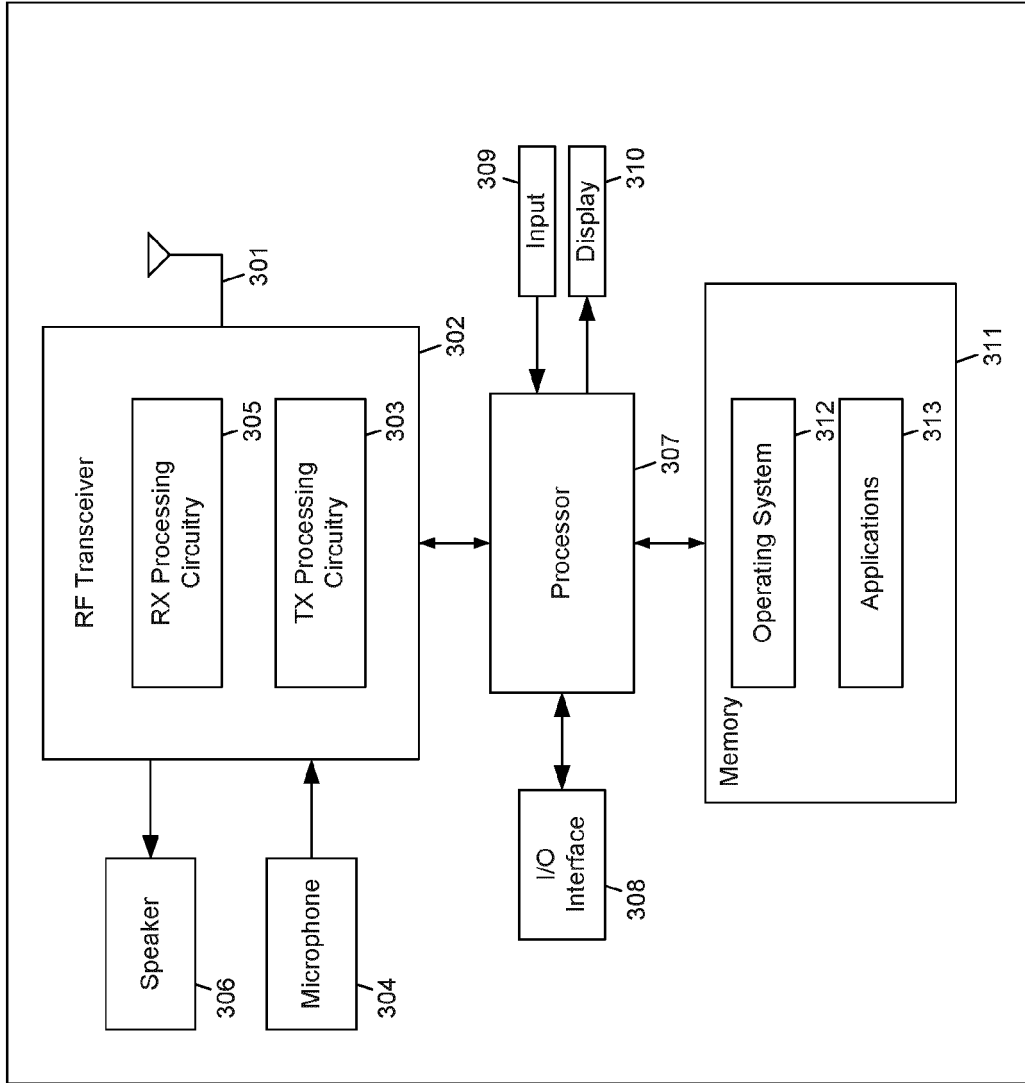 301
RF Transceiver
302
RX Processing
Circuitry
305
TX Processing
Circuitry
303
Speaker
306
Microphone
304
Input
309
Display
310
Processor
307
I/O
Interface
308
Memory
311
Operating System
312
Applications
313